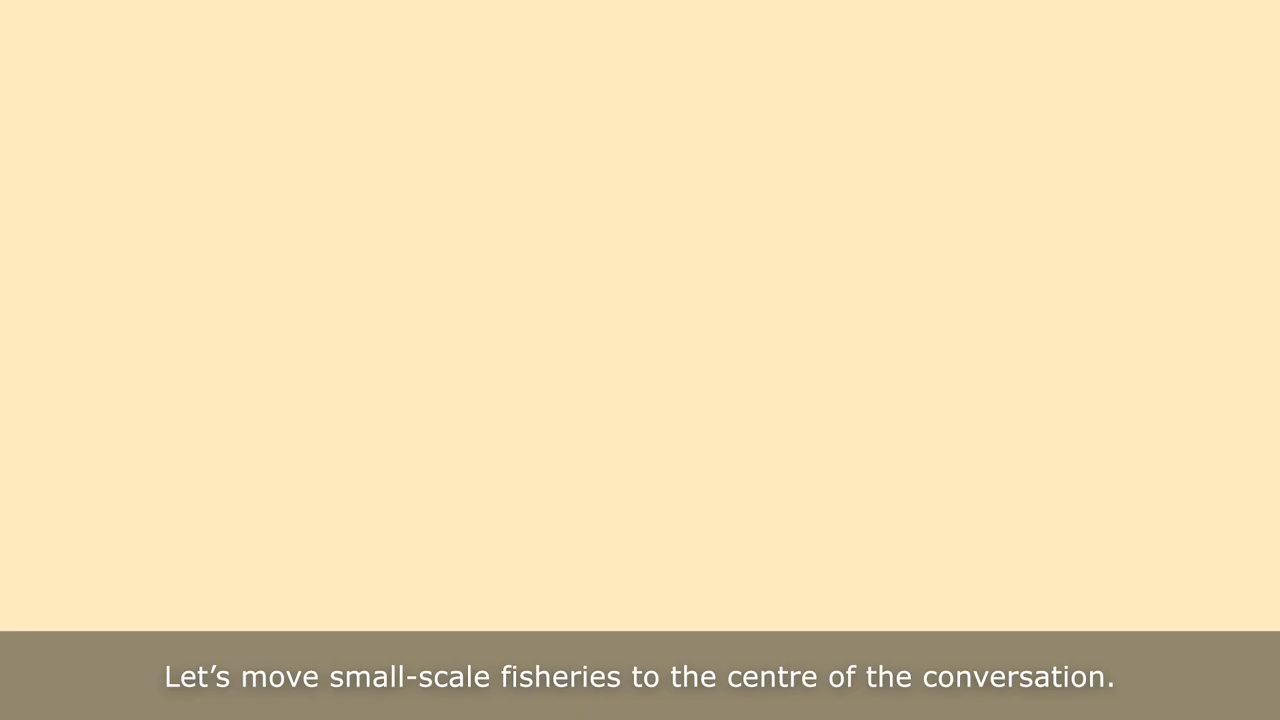 Let’s move small-scale fisheries to the centre of the conversation.